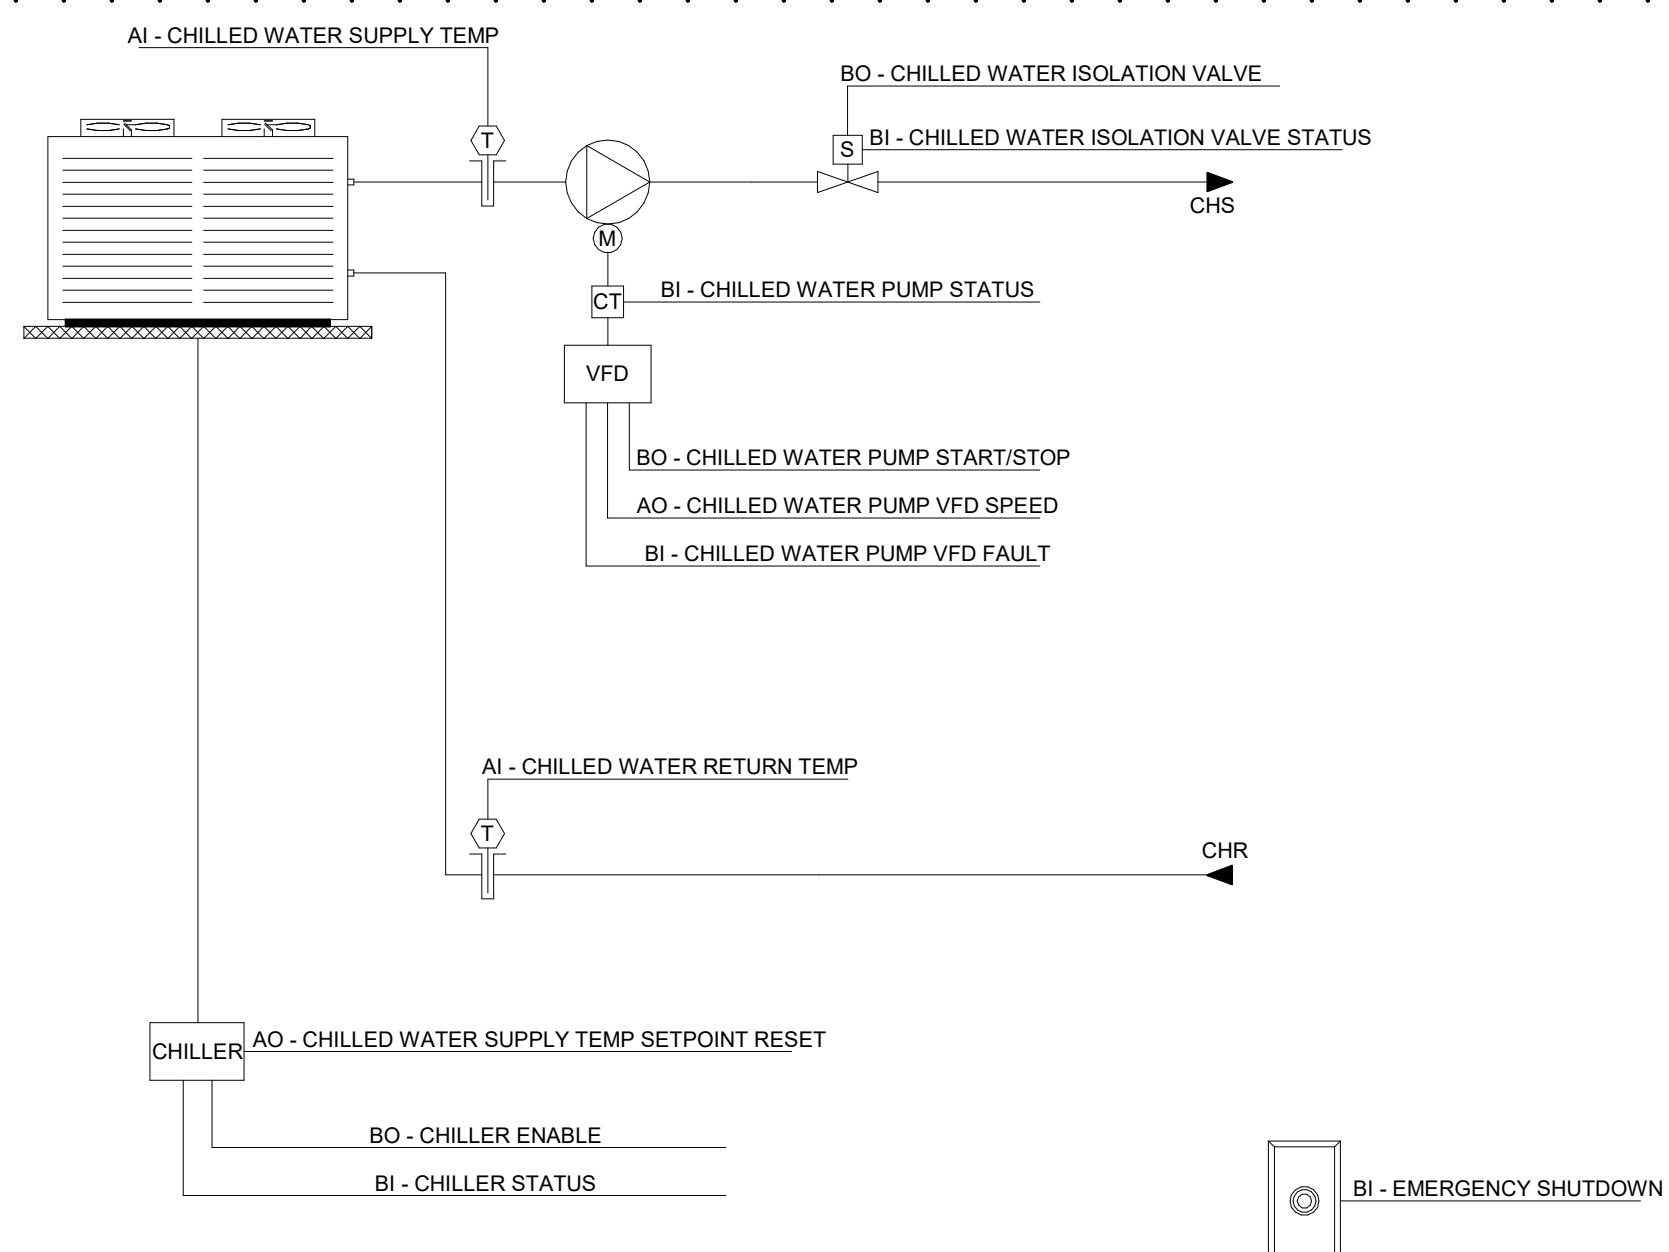 AI - CHILLED WATER SUPPLY TEMP
BO - CHILLED WATER ISOLATION VALVE
T
S
BI - CHILLED WATER ISOLATION VALVE STATUS
CHS
M
CT
BI - CHILLED WATER PUMP STATUS
VFD
BO - CHILLED WATER PUMP START/STOP
AO - CHILLED WATER PUMP VFD SPEED
BI - CHILLED WATER PUMP VFD FAULT
AI - CHILLED WATER RETURN TEMP
T
CHR
CHILLER
AO - CHILLED WATER SUPPLY TEMP SETPOINT RESET
BO - CHILLER ENABLE
BI - CHILLER STATUS
BI - EMERGENCY SHUTDOWN